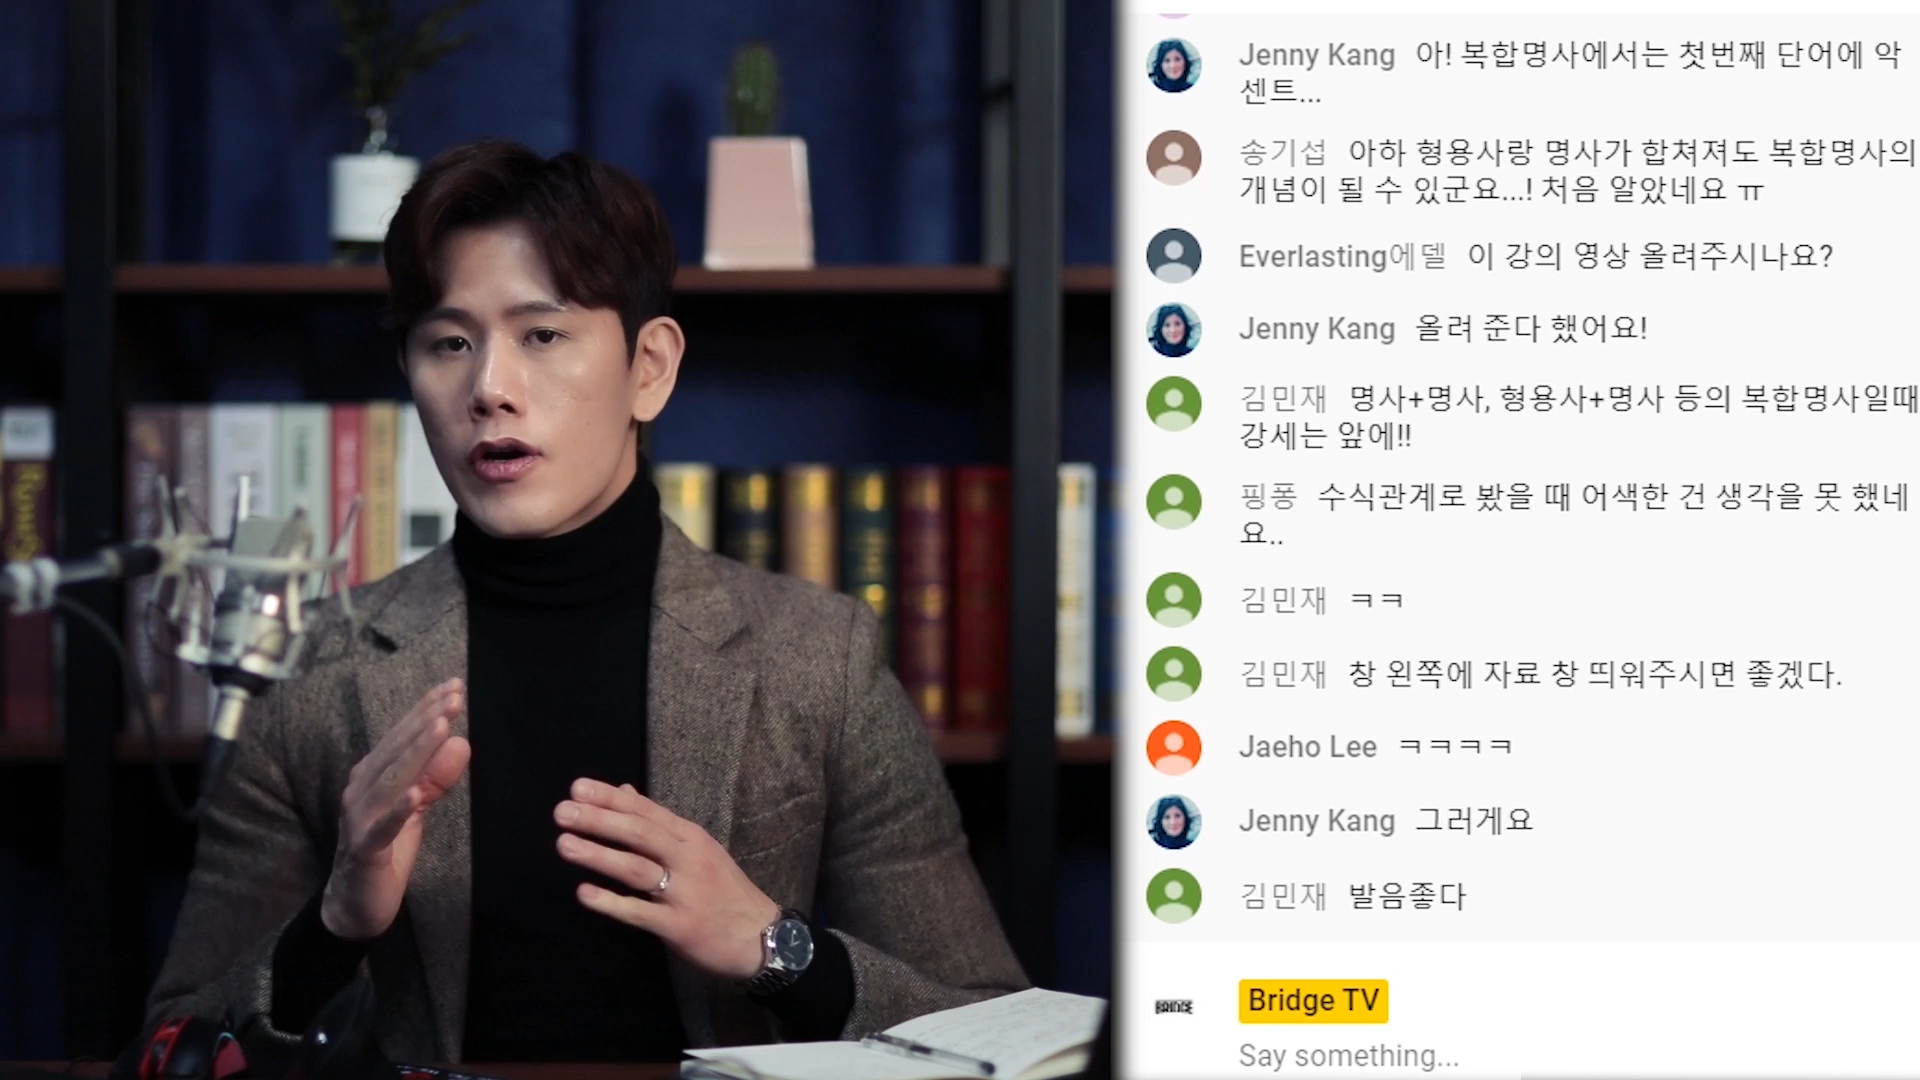 Jenny Kang 아! 복합명사에서는 첫번째 단어에 악
센트...
송기섭 아하 형용사랑 명사가 합쳐져도 복합명사의
개념이 될 수 있군요...! 처음 알았네요 ㅠ
Everlasting에델 이 강의 영상 올려주시나요?
Jenny Kang 올려 준다 했어요!
김민재 명사+명사, 형용사+명사 등의 복합명사일때
강세는 앞에!!
핑퐁 수식관계로 봤을 때 어색한 건 생각을 못 했네
요..
김민재 ㅋㅋ
김민재 창 왼쪽에 자료 창 띄워주시면 좋겠다.
Jaeho Lee ㅋㅋㅋㅋ
Jenny Kang 그러게요
김민재 발음좋다
BRIDGE
Bridge TV
Say something...